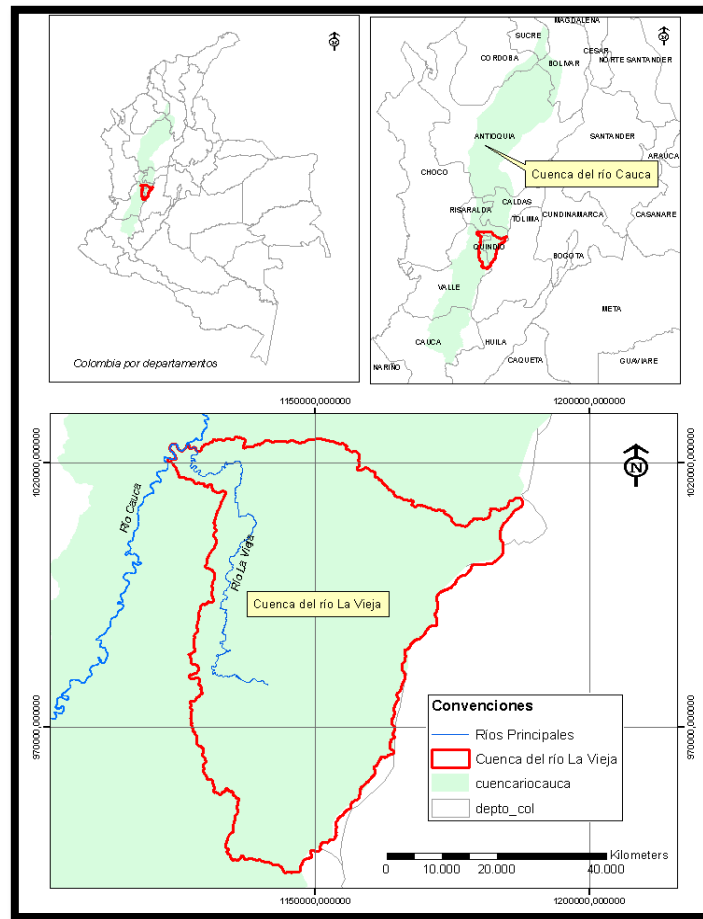 Colombia por departamentos
MAGDALENA
SUCRE
CESAR
CORDOBA
BOLIVAR
NORTE SANTANDER
ANTIOQUIA
SANTANDER
ARAUCA
Cuenca del río Cauca
CHOCO
CALDAS
RISARALDA
TOLIMA
CUNDINAMARCA
CASANARE
QUINDIO
BOGOTA
VALLE
META
CAUCA
HUILA
NARIÑO
CAQUETA
GUAVIARE
1150000,000000
1200000,000000
1020000,000000
1020000,000000
N
Río Cauca
Río La Vieja
Cuenca del río La Vieja
970000,000000
970000,000000
Convenciones
Ríos Principales
Cuenca del río La Vieja
cuencariocauca
depto_col
Kilometers
0
10.000
20.000
40.000
1150000,000000
1200000,000000